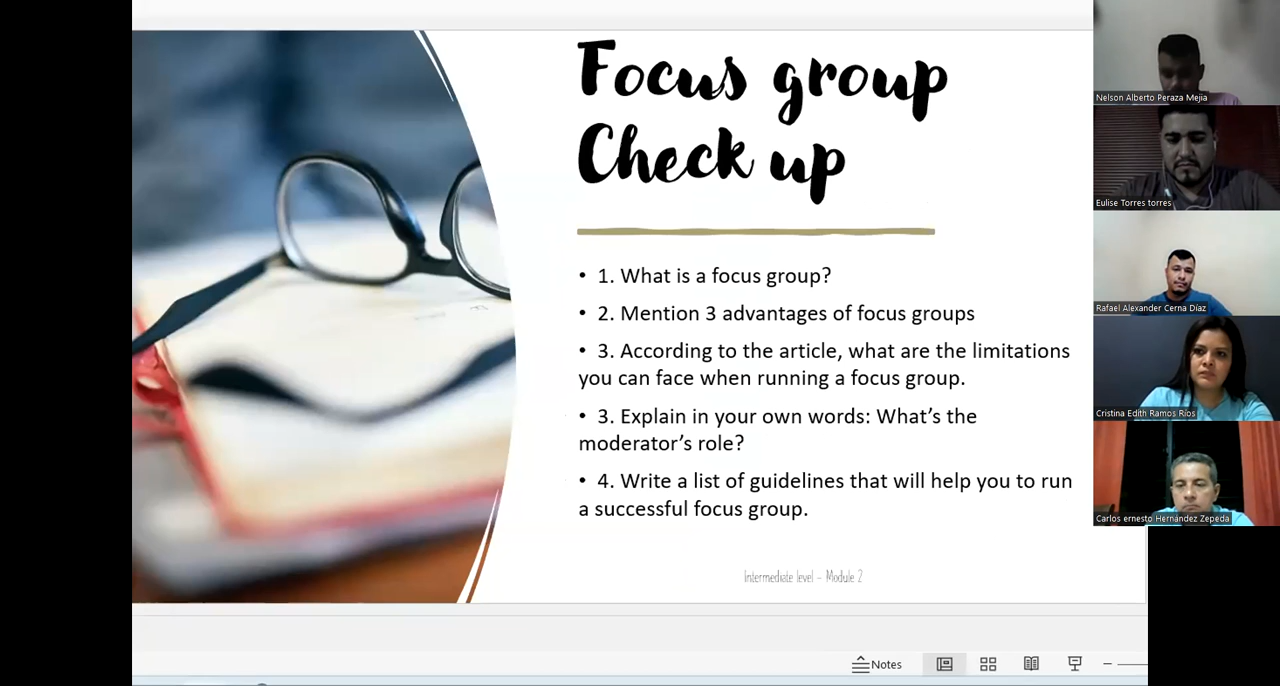 Focus group
Check up
• 1. What is a focus group?
• 2. Mention 3 advantages of focus groups
• 3. According to the article, what are the limitations
you can face when running a focus group.
• 3. Explain in your own words: What's the
moderator's role?
• 4. Write a list of guidelines that will help you to run
a successful focus group.
Intermediate level – Module 2
Nelson Alberto Peraza Mejia
Eulise Torres torres
Rafael Alexander Cerna Díaz
Cristina Edith Ramos Ríos
Carlos ernesto Hernández Zepeda
Notes